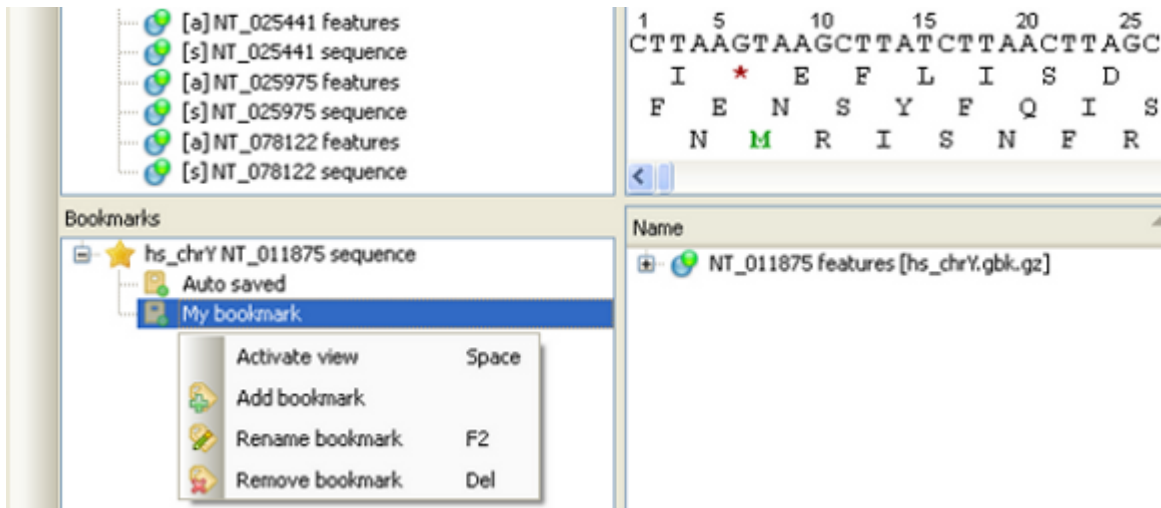 [a] NT_025441 features
[s] NT_025441 sequence
[a] NT_025975 features
[s] NT_025975 sequence
[a] NT_078122 features
[s] NT_078122 sequence
1 5 10 15 20 25
CTTAAGTAAGCTTATCTTAACTTAGC
I * E F L I S D
F E N S Y F Q I S
N M R I S N F R
Bookmarks
hs_chrY NT_011875 sequence
Auto saved
My bookmark
Activate view Space
Add bookmark
Rename bookmark F2
Remove bookmark Del
Name
NT_011875 features [hs_chrY.gbk.gz]